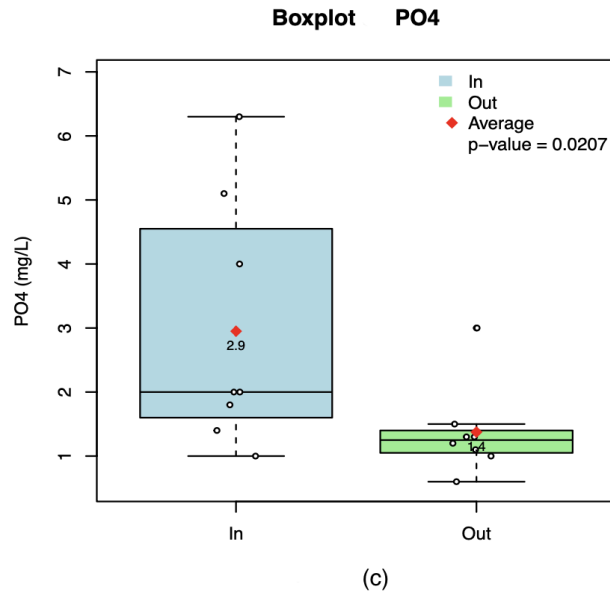 Boxplot PO4
In
Out
Average
p−value = 0.0207
7
6
5
4
3
2
1
PO4 (mg/L)
2.9
1.4
In Out
(c)